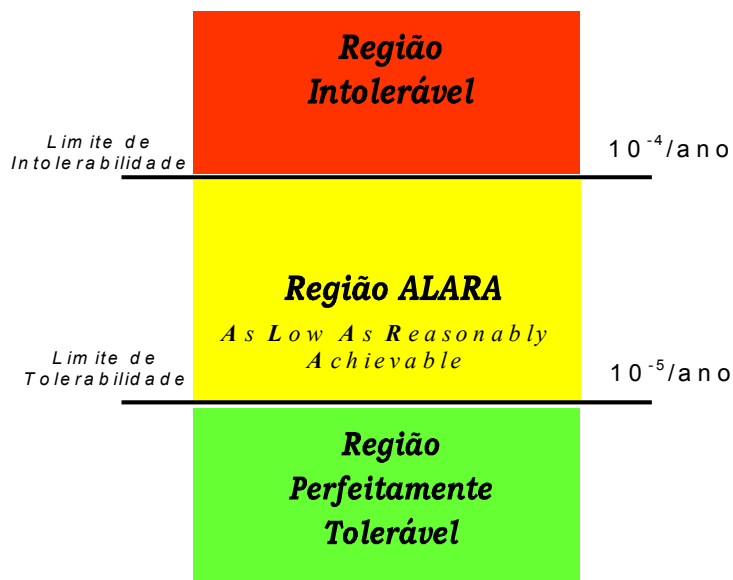 Região
Intolerável
Limite de
Intolerabilidade
10⁻⁴/ano
Região ALARA
As Low As Reasonably
Achievable
Limite de
Tolerabilidade
10⁻⁵/ano
Região
Perfeitamente
Tolerável